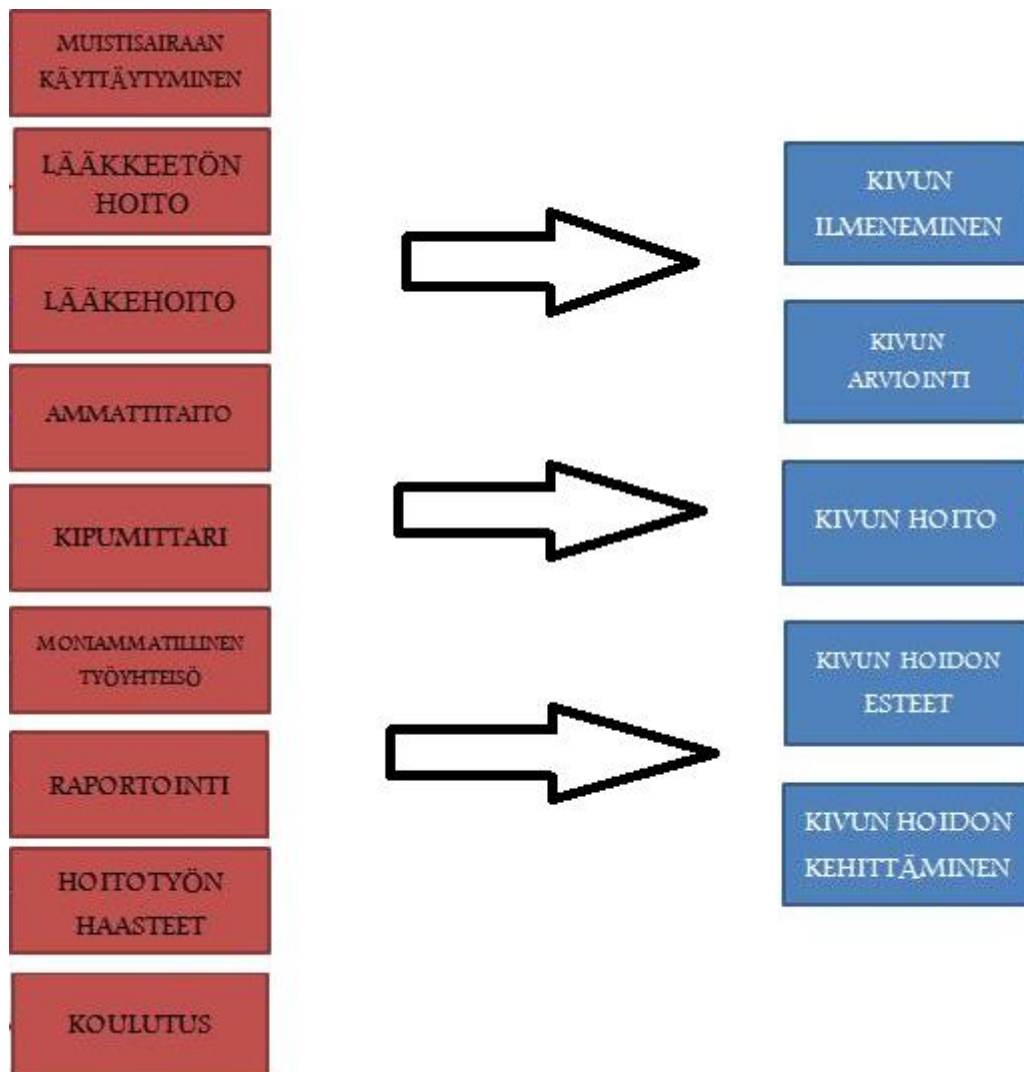 MUISTISAIRAAN
KÄYTTÄYTYMINEN
LÄÄKKEETÖN
HOITO
LÄÄKEHOITO
AMMATTITAITO
KIPUMITTARI
MONIAMMATILLINEN
TYÖYHTEISÖ
RAPORTOINTI
HOITOTYÖN
HAASTEET
KOULUTUS
KIVUN
ILMENEMINEN
KIVUN
ARVIOINTI
KIVUN HOITO
KIVUN HOIDON
ESTEET
KIVUN HOIDON
KEHITTÄMINEN